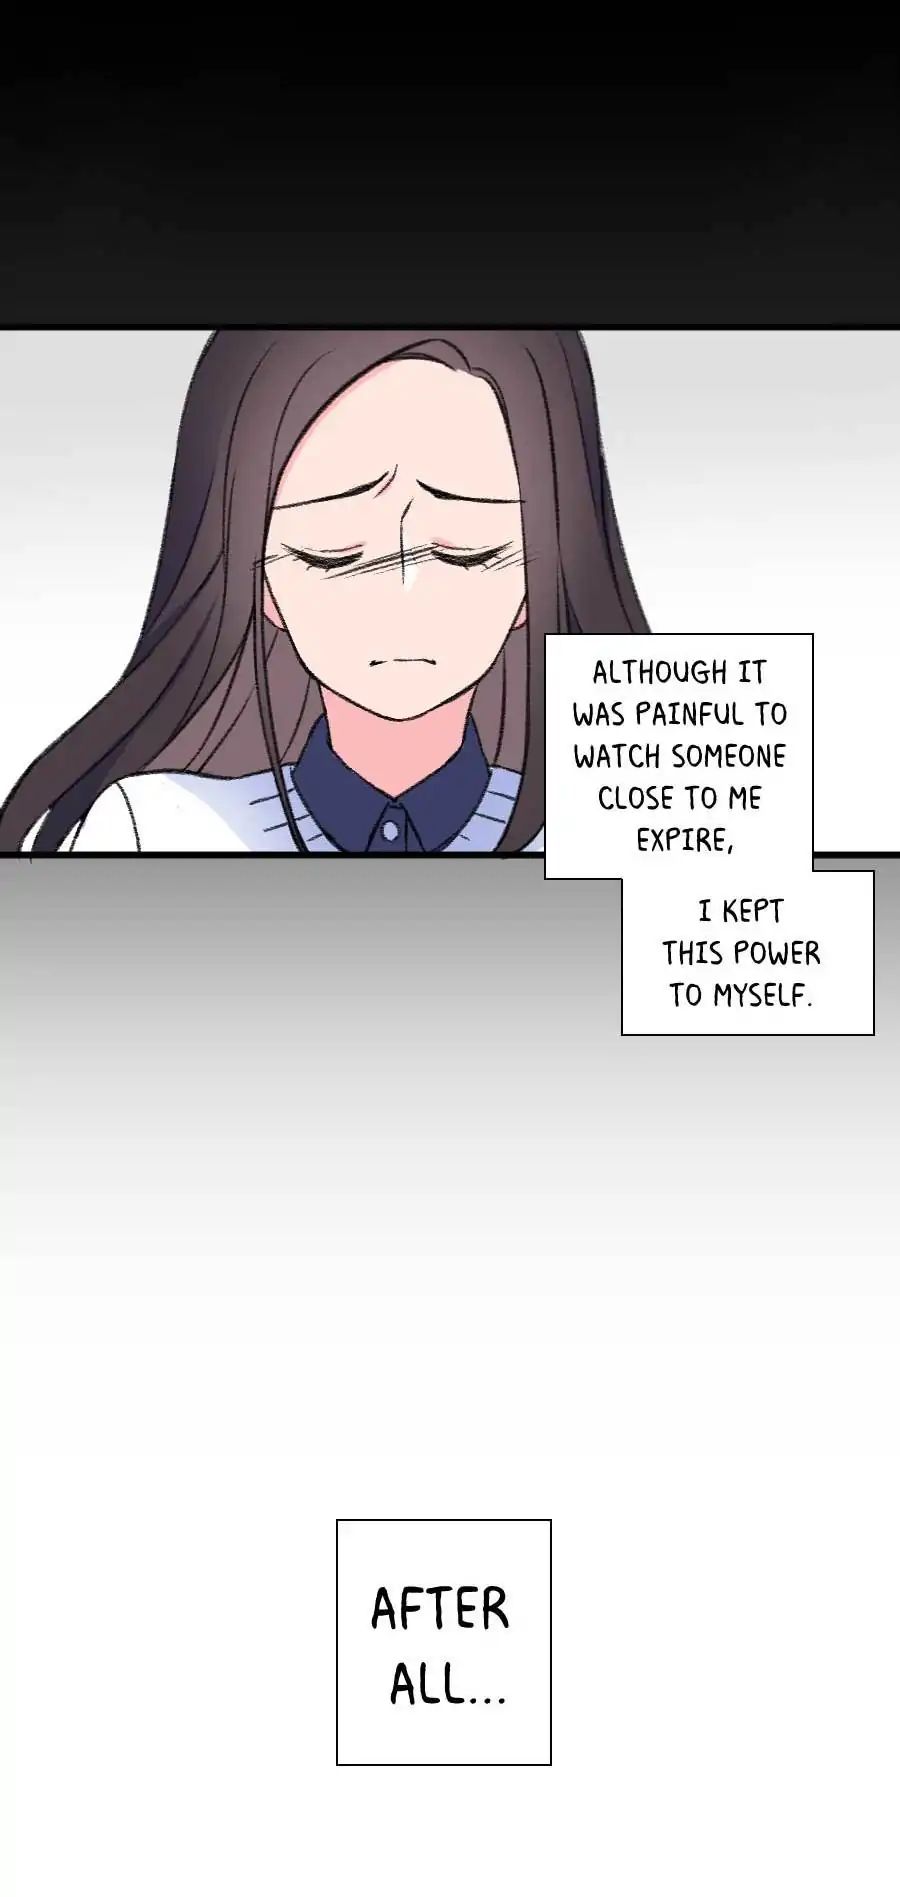 ALTHOUGH IT
WAS PAINFUL TO
WATCH SOMEONE
CLOSE TO ME
EXPIRE,
I KEPT
THIS POWER
TO MYSELF.
AFTER
ALL...